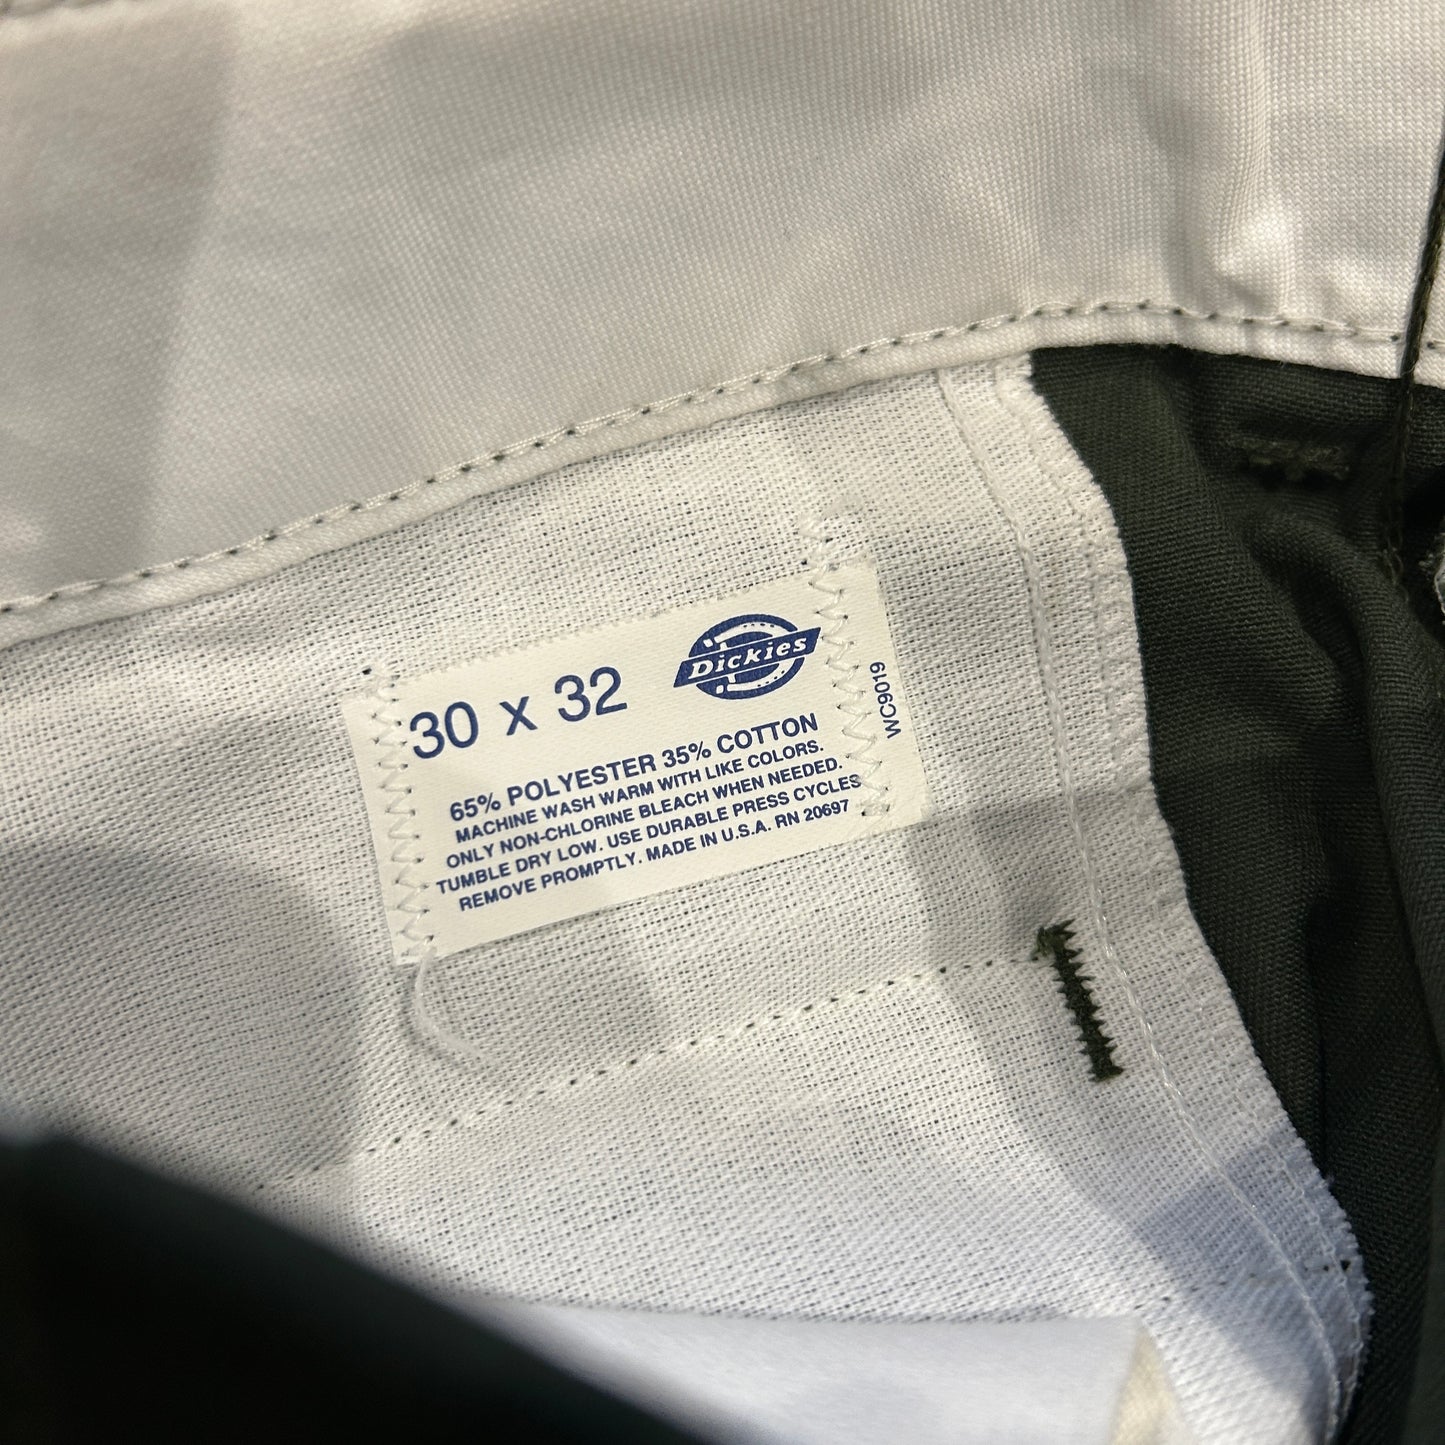 30 x 32 Dickies
65% POLYESTER 35% COTTON
MACHINE WASH WARM WITH LIKE COLORS.
ONLY NON-CHLORINE BLEACH WHEN NEEDED.
TUMBLE DRY LOW. USE DURABLE PRESS CYCLES
REMOVE PROMPTLY. MADE IN U.S.A. RN 20697
WC9019